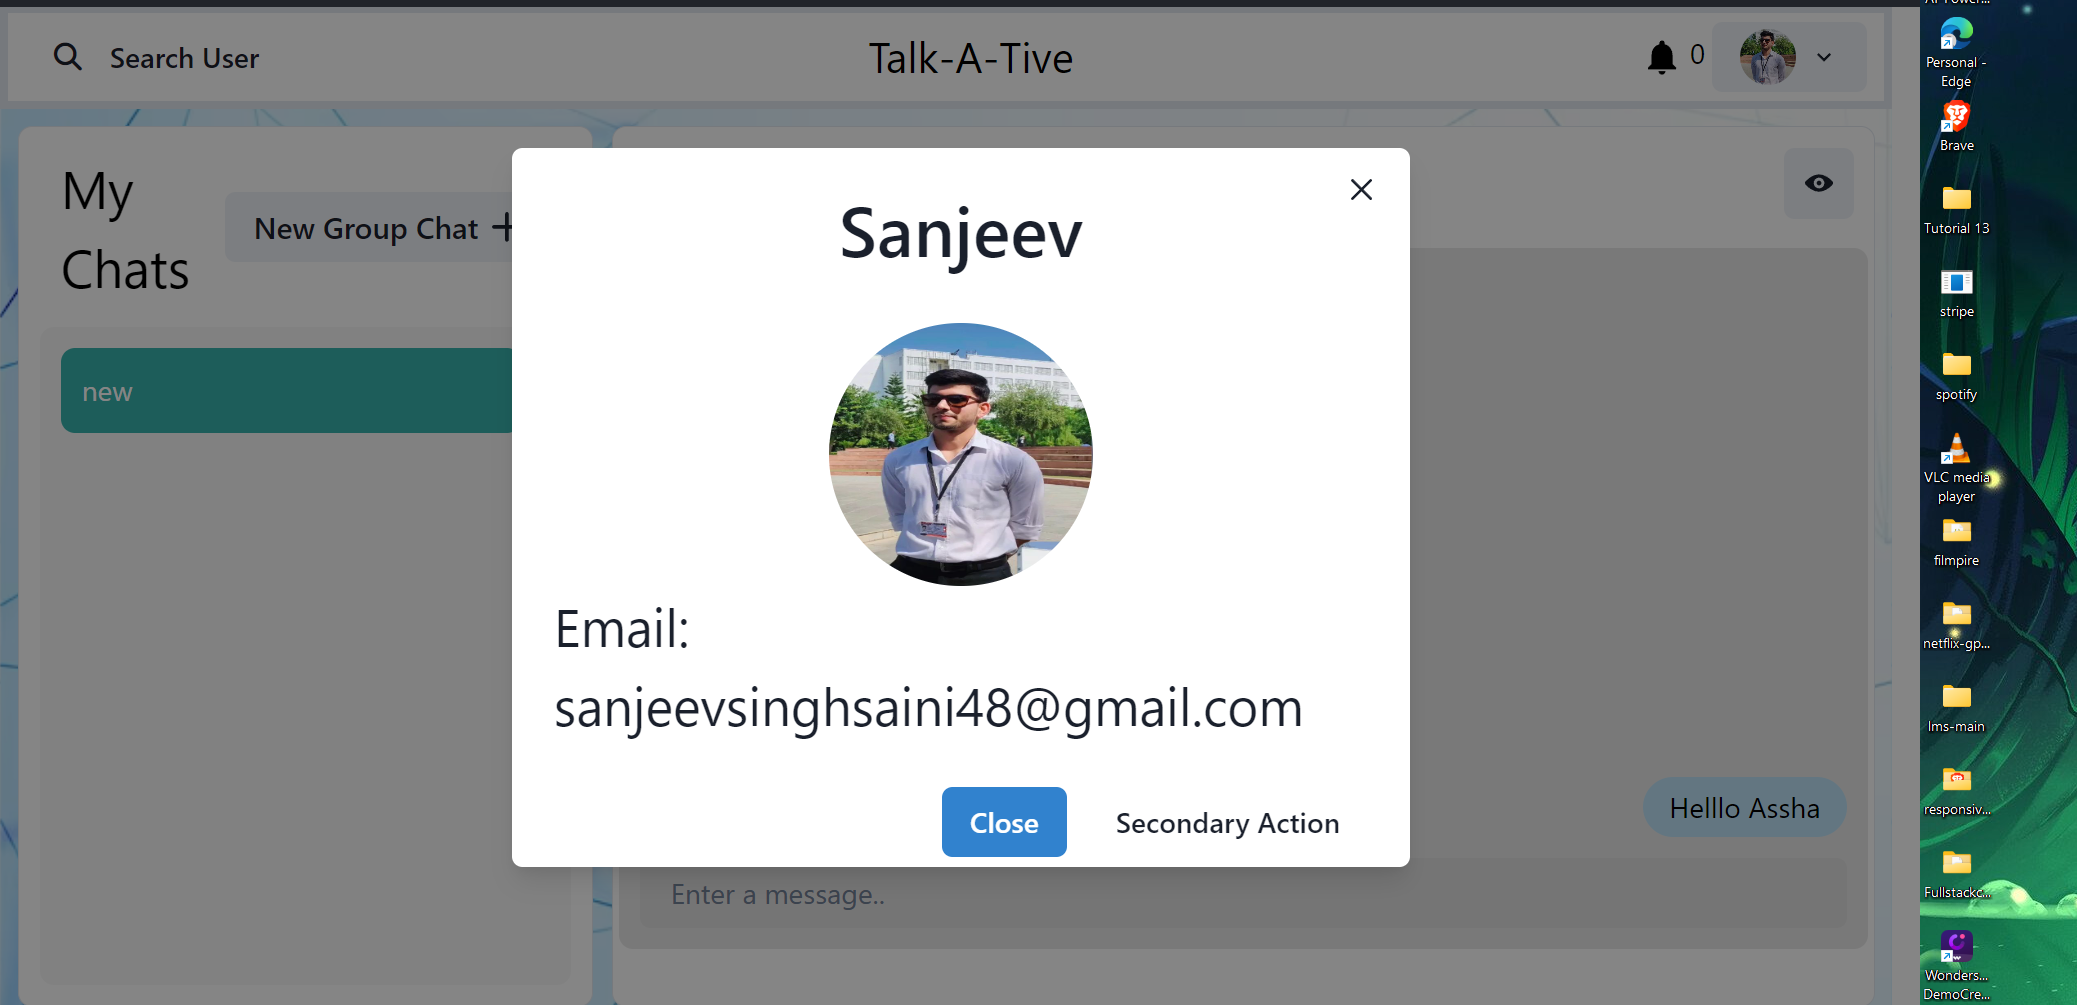 Search User
Talk-A-Tive
0
My
Chats
New Group Chat
new
Sanjeev
Email:
sanjeevsinghsaini48@gmail.com
Close
Secondary Action
Helllo Assha
Enter a message..
Personal -
Edge
Brave
Tutorial 13
stripe
spotify
VLC media
player
filmpire
netflix-gp...
lms-main
responsiv...
Fullstackc...
Wonders...
DemoCre...